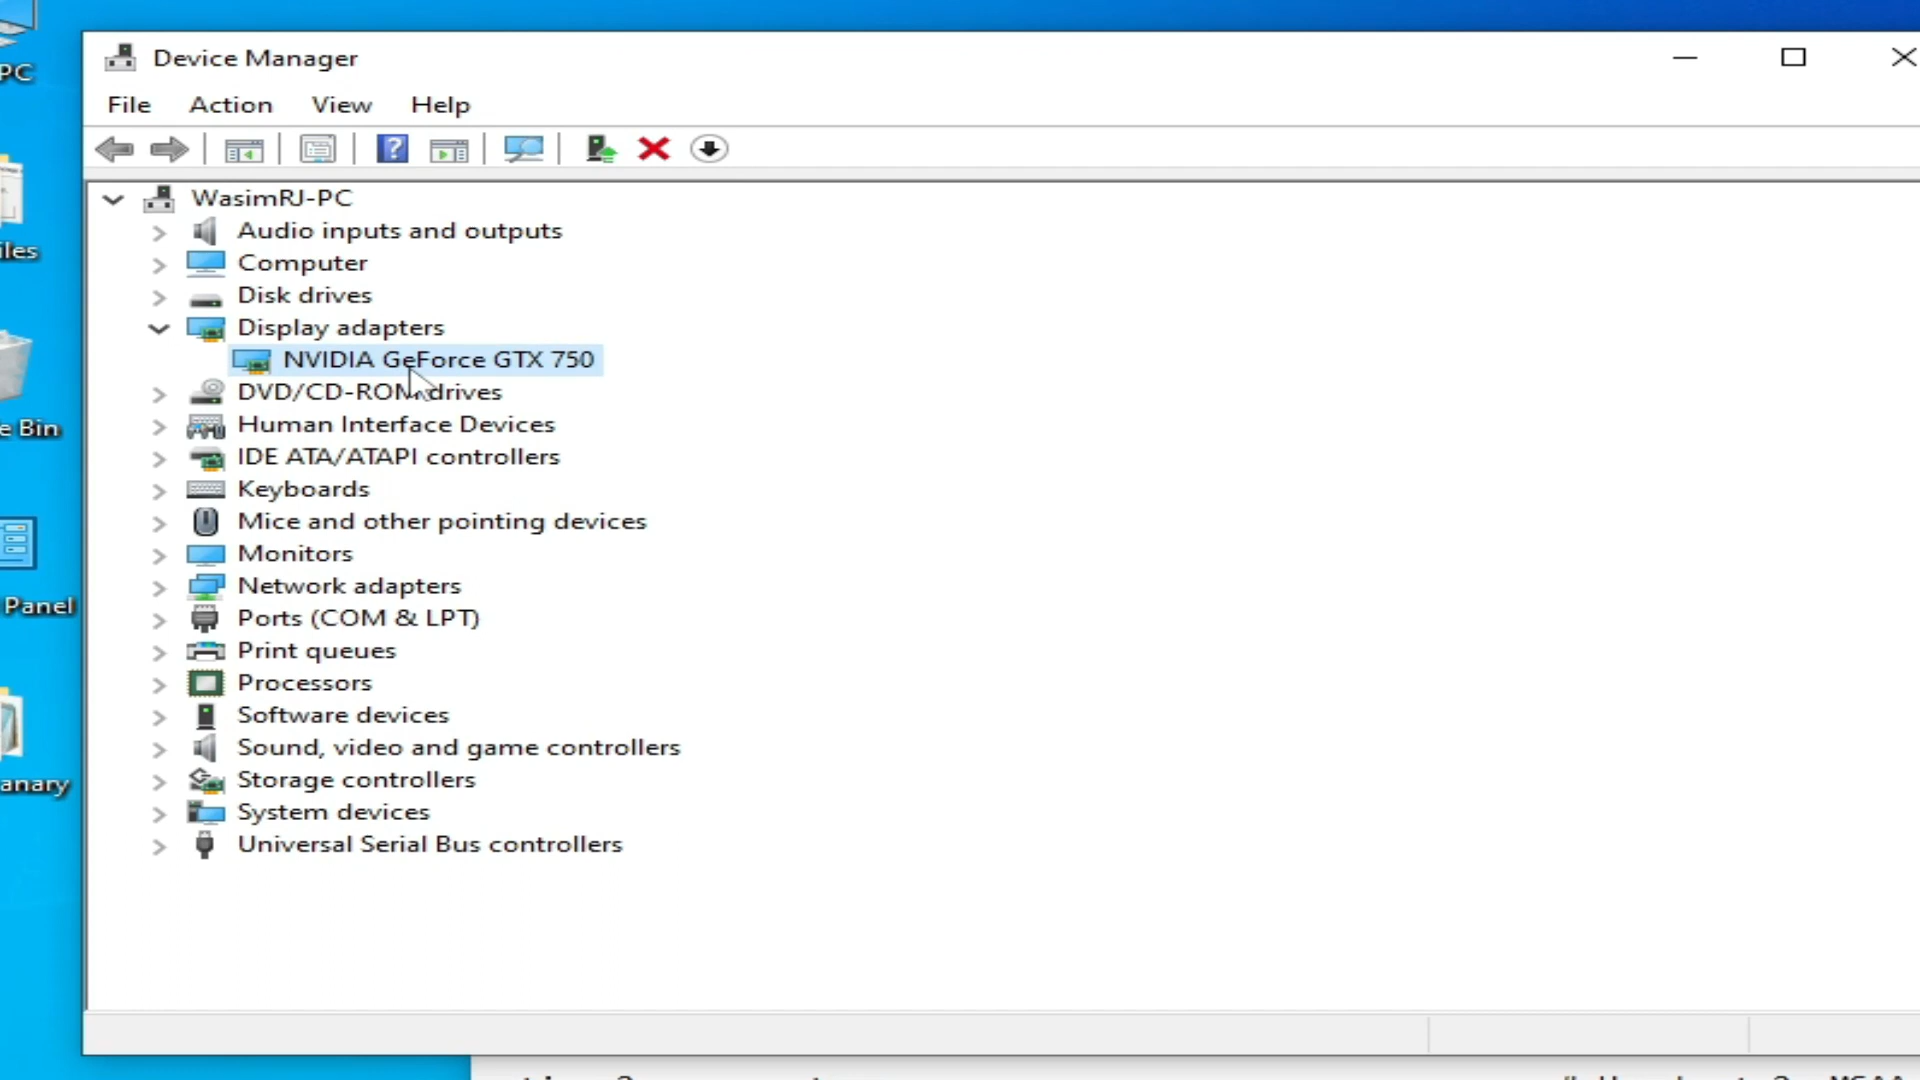 Device Manager
PC
File Action View Help
WasimRJ-PC
Audio inputs and outputs
Computer
Disk drives
Display adapters
NVIDIA GeForce GTX 750
DVD/CD-ROM drives
Human Interface Devices
IDE ATA/ATAPI controllers
Keyboards
Mice and other pointing devices
Monitors
Network adapters
Ports (COM & LPT)
Print queues
Processors
Software devices
Sound, video and game controllers
Storage controllers
System devices
Universal Serial Bus controllers
iles
e Bin
Panel
anary